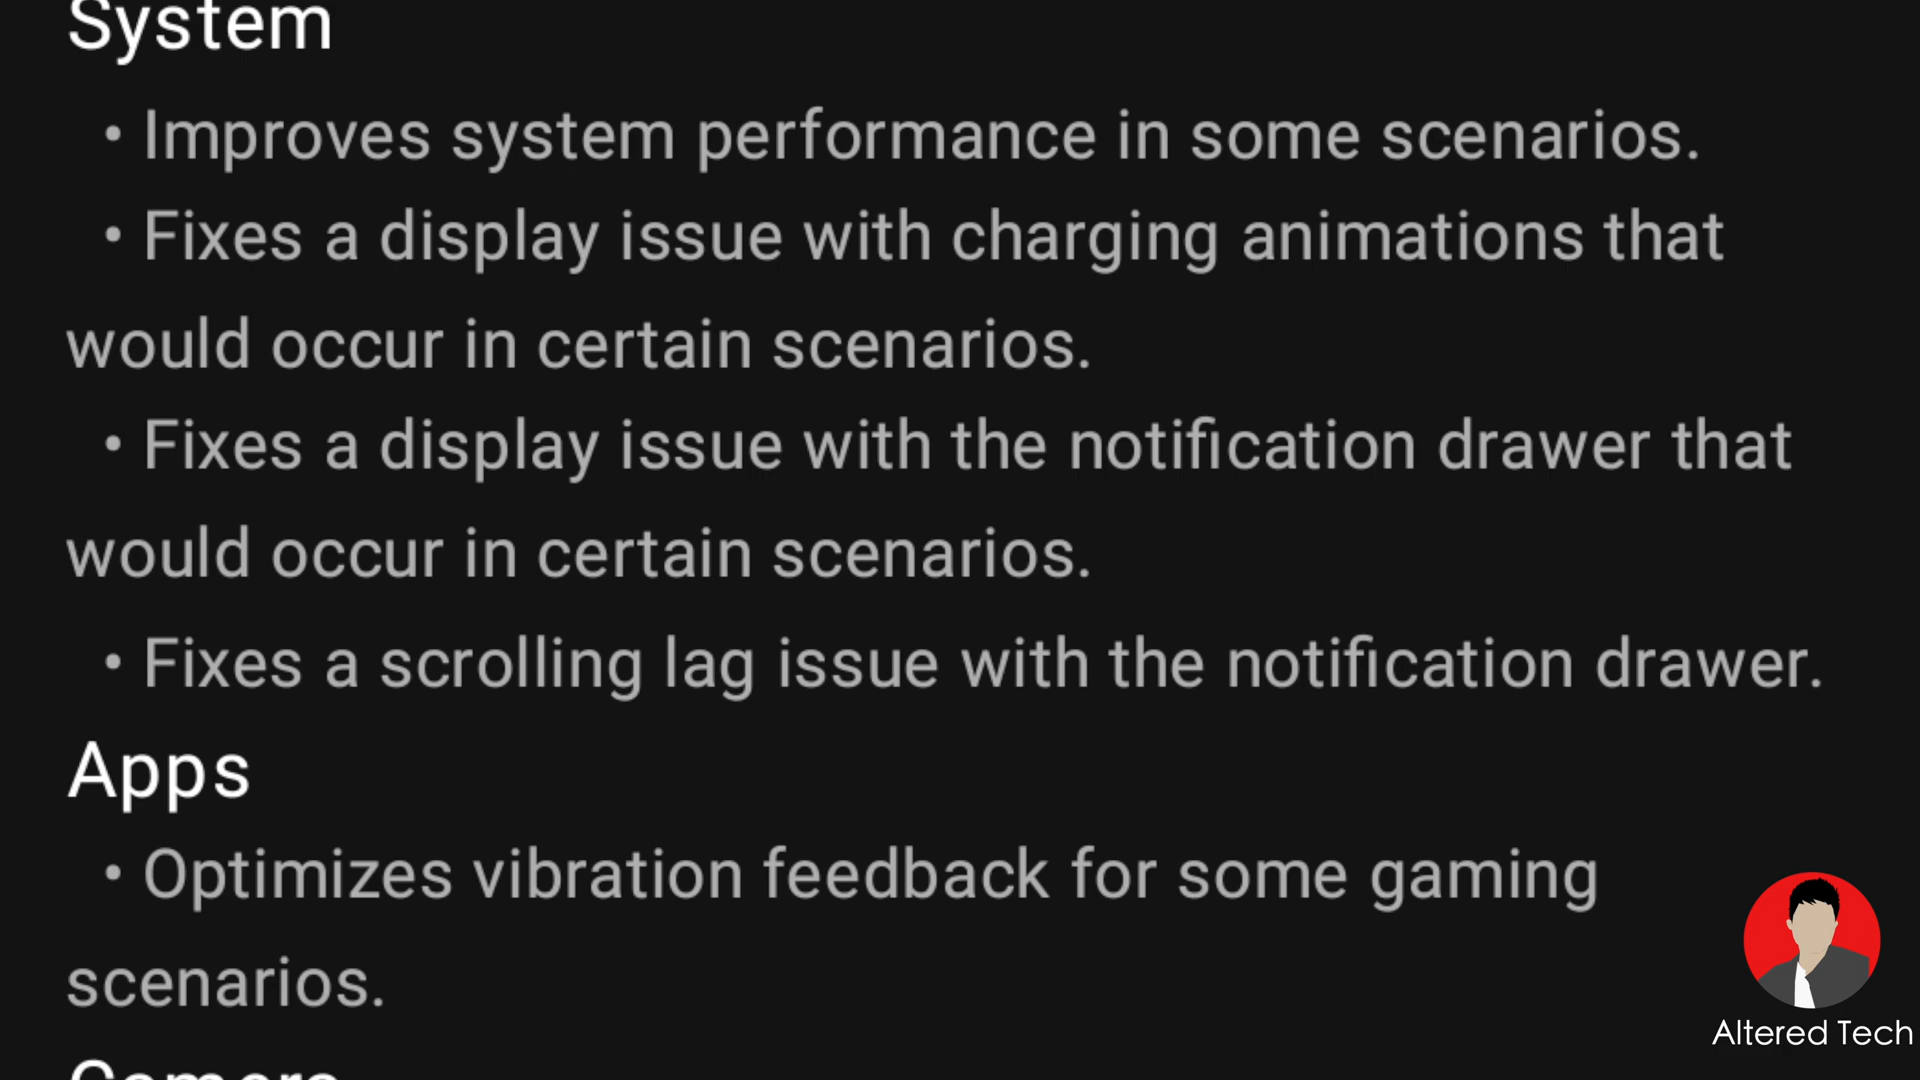 System
• Improves system performance in some scenarios.
• Fixes a display issue with charging animations that
would occur in certain scenarios.
• Fixes a display issue with the notification drawer that
would occur in certain scenarios.
• Fixes a scrolling lag issue with the notification drawer.
Apps
• Optimizes vibration feedback for some gaming
scenarios.
Camera
Altered Tech